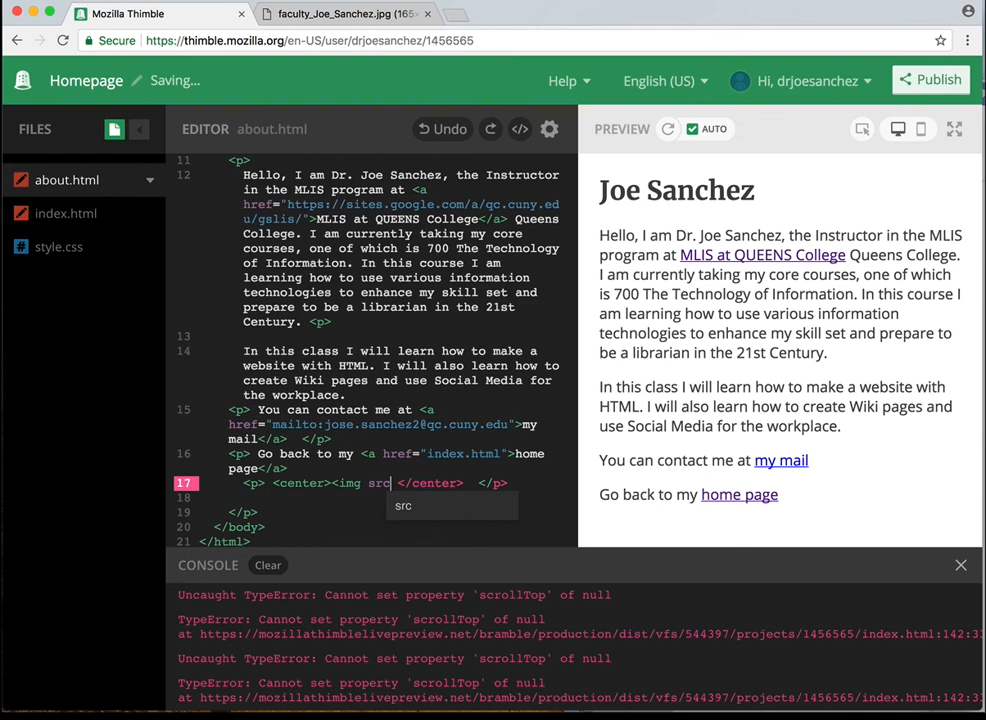 Mozilla Thimble
faculty_Joe_Sanchez.jpg (165×
Secure https://thimble.mozilla.org/en-US/user/drjoesanchez/1456565
Homepage Saving... Help English (US) Hi, drjoesanchez Publish
FILES
about.html
index.html
style.css
EDITOR about.html Undo </>
11 <p>
12 Hello, I am Dr. Joe Sanchez, the Instructor
in the MLIS program at <a
href="https://sites.google.com/a/qc.cuny.ed
u/gslis/">MLIS at QUEENS College</a> Queens
College. I am currently taking my core
courses, one of which is 700 The Technology
of Information. In this course I am
learning how to use various information
technologies to enhance my skill set and
prepare to be a librarian in the 21st
Century. <p>
13
14 In this class I will learn how to make a
website with HTML. I will also learn how to
create Wiki pages and use Social Media for
the workplace.
15 <p> You can contact me at <a
href="mailto:jose.sanchez2@qc.cuny.edu">my
mail</a> </p>
16 <p> Go back to my <a href="index.html">home
page</a>
17 <p> <center><img src </center> </p>
src
18
19 </p>
20 </body>
21 </html>
PREVIEW AUTO
Joe Sanchez
Hello, I am Dr. Joe Sanchez, the Instructor in the MLIS
program at MLIS at QUEENS College Queens College.
I am currently taking my core courses, one of which
is 700 The Technology of Information. In this course I
am learning how to use various information
technologies to enhance my skill set and prepare to
be a librarian in the 21st Century.
In this class I will learn how to make a website with
HTML. I will also learn how to create Wiki pages and
use Social Media for the workplace.
You can contact me at my mail
Go back to my home page
CONSOLE Clear
Uncaught TypeError: Cannot set property 'scrollTop' of null
TypeError: Cannot set property 'scrollTop' of null
at https://mozillathimblelivepreview.net/bramble/production/dist/vfs/544397/projects/1456565/index.html:142:3
Uncaught TypeError: Cannot set property 'scrollTop' of null
TypeError: Cannot set property 'scrollTop' of null
at https://mozillathimblelivepreview.net/bramble/production/dist/vfs/544397/projects/1456565/index.html:142:3